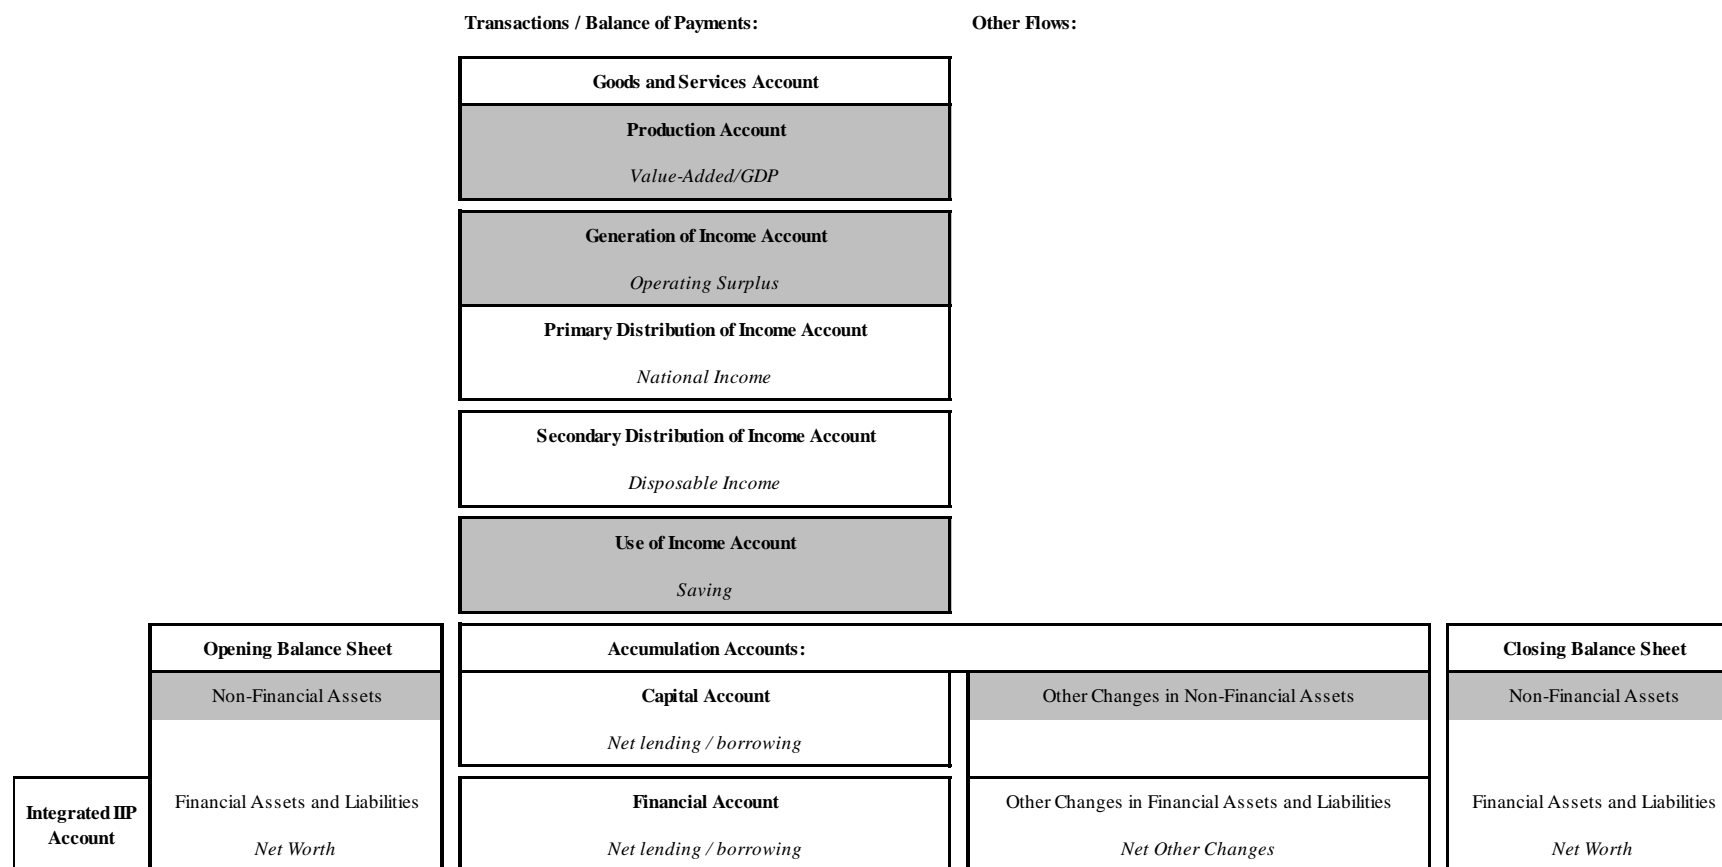 Transactions / Balance of Payments:
Other Flows:
Goods and Services Account
Production Account
Value-Added/GDP
Generation of Income Account
Operating Surplus
Primary Distribution of Income Account
National Income
Secondary Distribution of Income Account
Disposable Income
Use of Income Account
Saving
Opening Balance Sheet
Accumulation Accounts:
Closing Balance Sheet
Non-Financial Assets
Capital Account
Other Changes in Non-Financial Assets
Non-Financial Assets
Net lending / borrowing
Integrated IIP
Account
Financial Assets and Liabilities
Financial Account
Other Changes in Financial Assets and Liabilities
Financial Assets and Liabilities
Net Worth
Net lending / borrowing
Net Other Changes
Net Worth